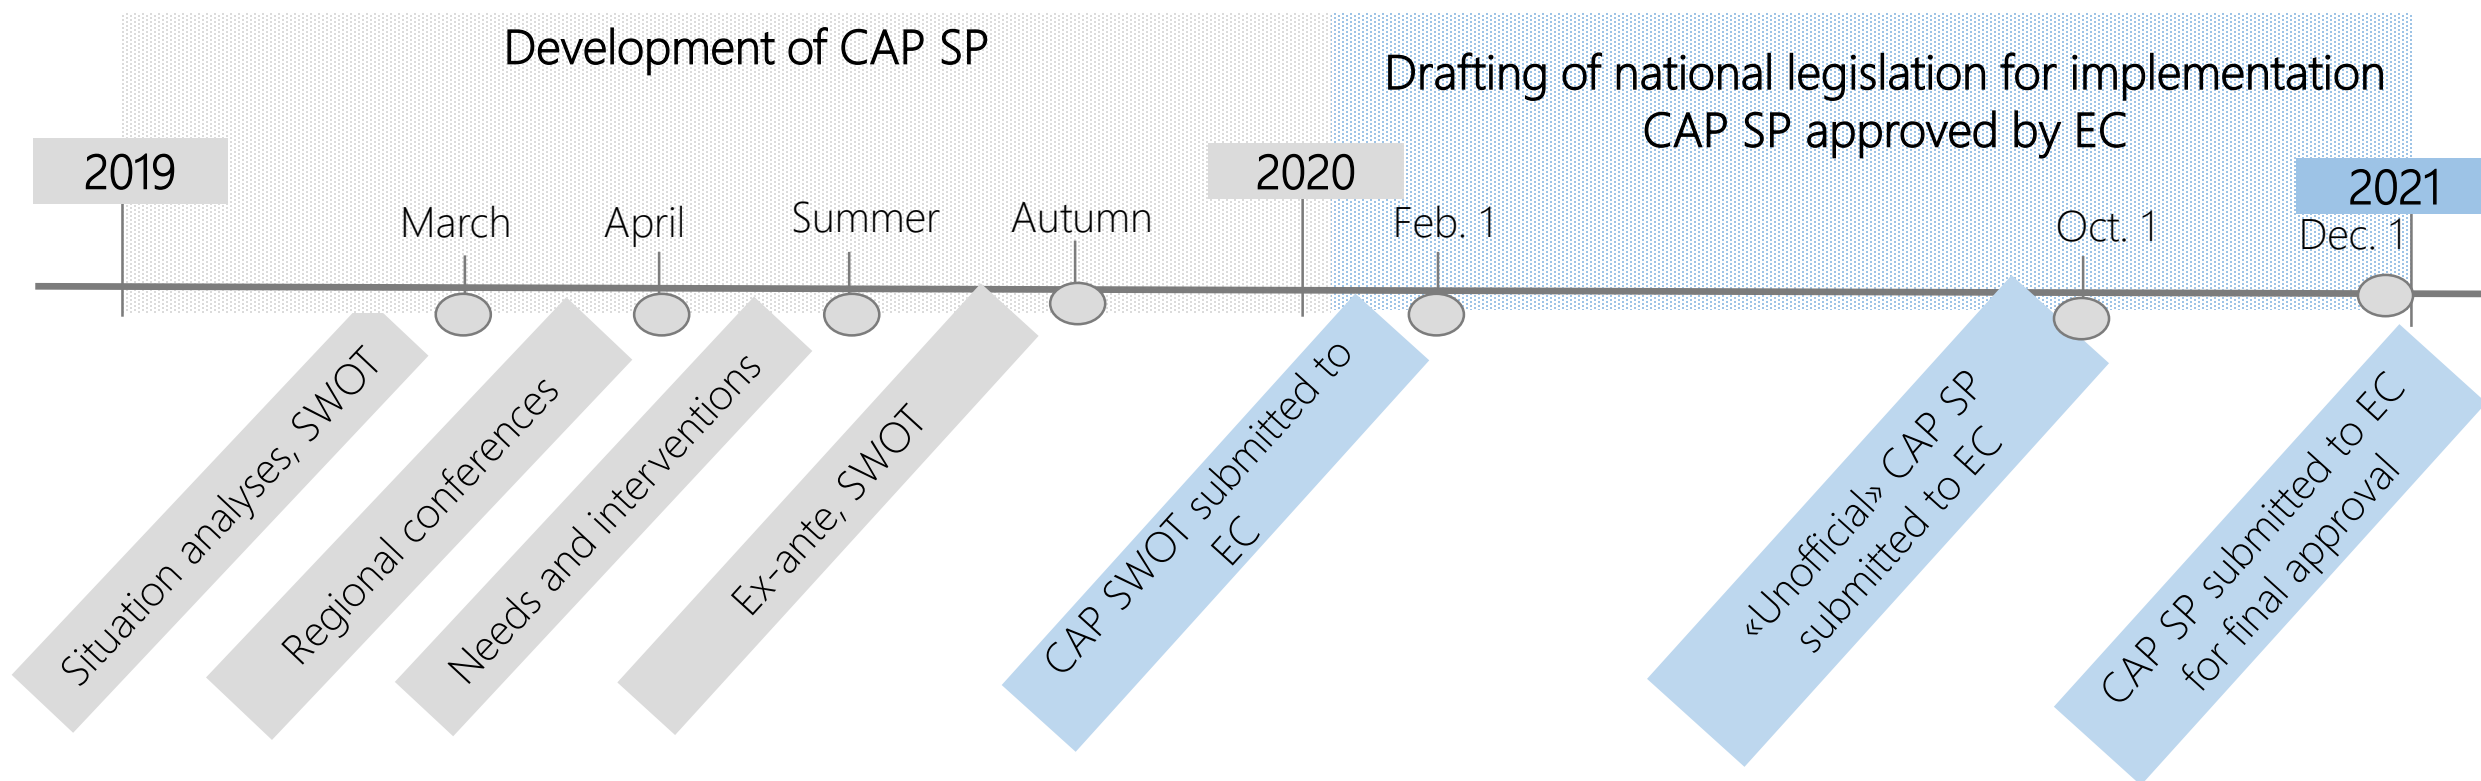 Development of CAP SP
Drafting of national legislation for implementation
CAP SP approved by EC
2019
2020
2021
March
April
Summer
Autumn
Feb. 1
Oct. 1
Dec. 1
Situation analyses, SWOT
Regional conferences
Needs and interventions
Ex-ante, SWOT
CAP SWOT submitted to
EC
«Unofficial» CAP SP
submitted to EC
CAP SP submitted to EC
for final approval